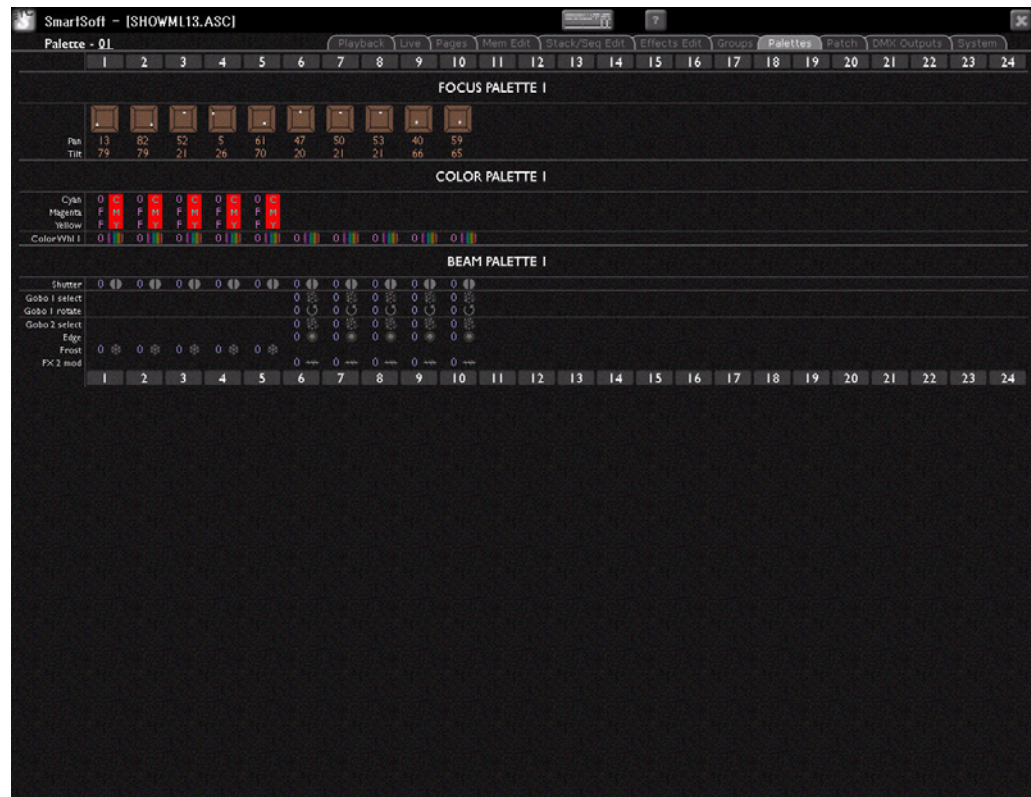 SmartSoft - [SHOWML13.ASC]
?
Palette - 01 Playback Live Pages Mem Edit Stack/Seq Edit Effects Edit Groups Palettes Patch DMX Outputs System
1 2 3 4 5 6 7 8 9 10 11 12 13 14 15 16 17 18 19 20 21 22 23 24
FOCUS PALETTE 1
Pan 13 82 52 5 61 47 50 53 40 59
Tilt 79 79 21 26 70 20 21 21 66 65
COLOR PALETTE 1
Cyan 0 C 0 C 0 C 0 C 0 C
Magenta F M F M F M F M F M
Yellow F Y F Y F Y F Y F Y
ColorWhl 1 0 0 0 0 0 0 0 0 0 0
BEAM PALETTE 1
Shutter 0 0 0 0 0 0 0 0 0 0
Gobo 1 select 0 0 0 0 0
Gobo 1 rotate 0 0 0 0 0
Gobo 2 select 0 0 0 0 0
Edge 0 0 0 0 0
Frost 0 0 0 0 0
FX 2 mod 0 0 0 0 0
1 2 3 4 5 6 7 8 9 10 11 12 13 14 15 16 17 18 19 20 21 22 23 24